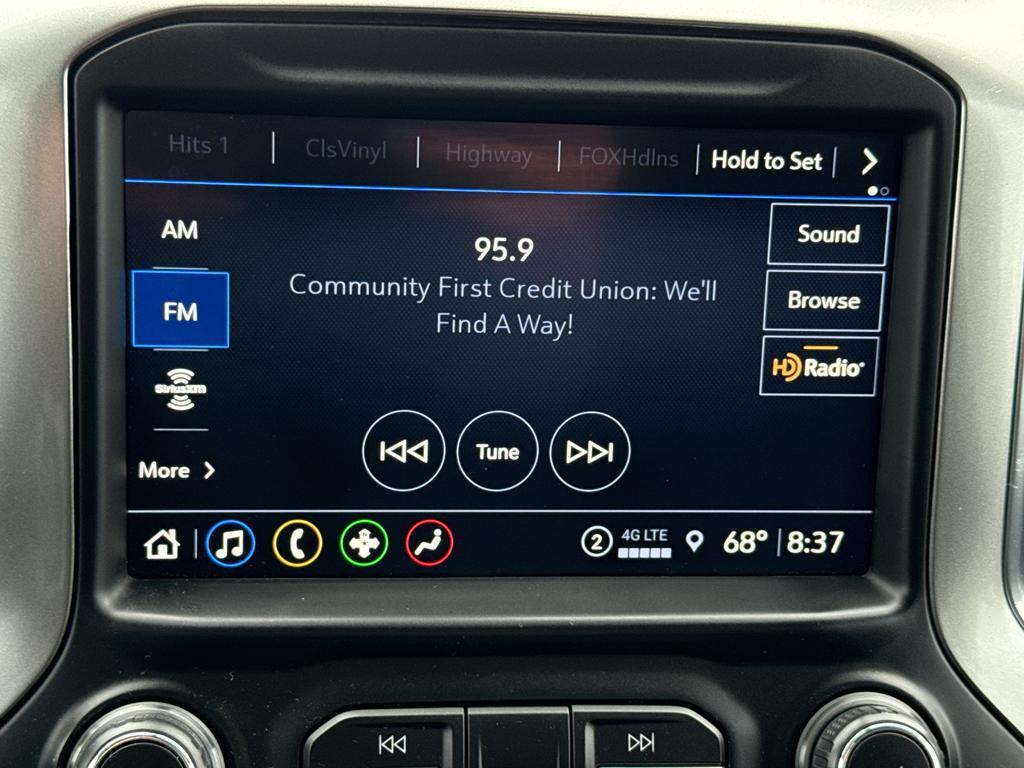 Hits 1
ClsVinyl
Highway
FOXHdlns
Hold to Set
AM
FM
SiriusXM
More
95.9
Community First Credit Union: We'll
Find A Way!
Tune
Sound
Browse
HD Radio
2
4G LTE
68°
8:37